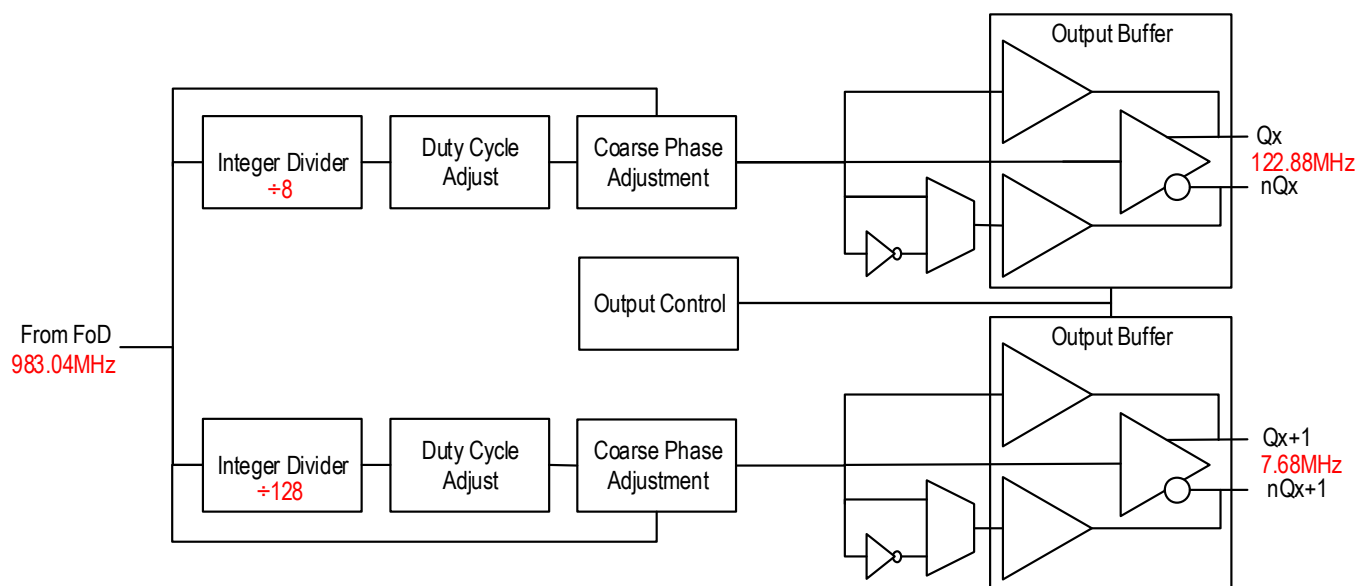 Output Buffer
Integer Divider
÷8
Duty Cycle
Adjust
Coarse Phase
Adjustment
Qx
122.88MHz
nQx
Output Control
From FoD
983.04MHz
Output Buffer
Integer Divider
÷128
Duty Cycle
Adjust
Coarse Phase
Adjustment
Qx+1
7.68MHz
nQx+1